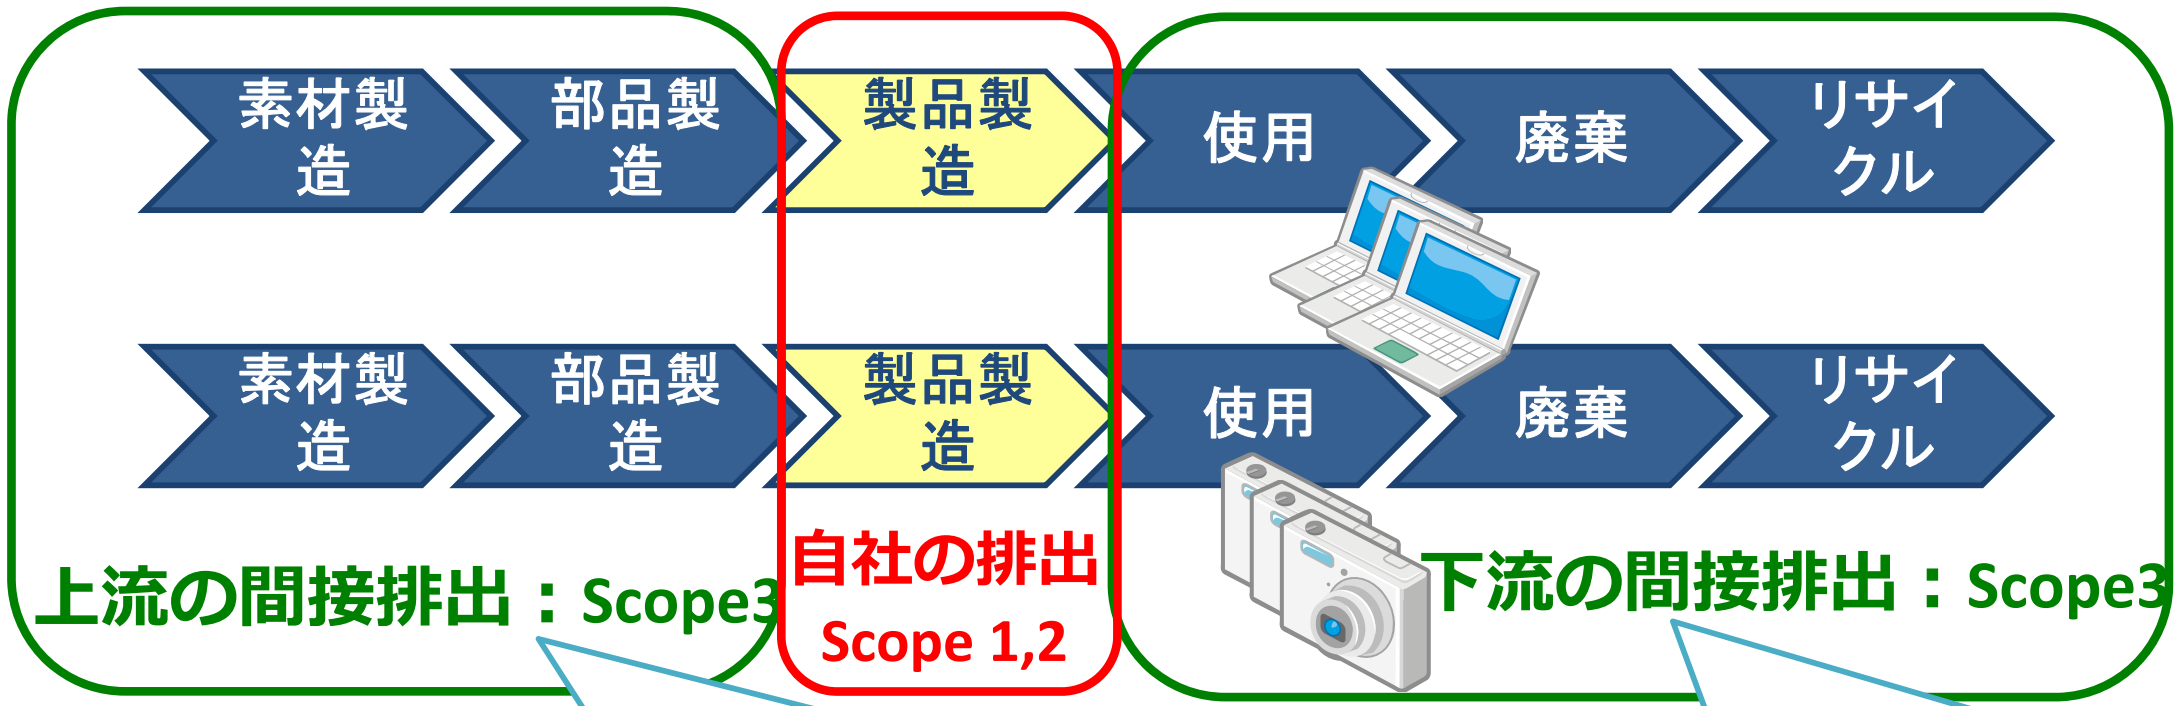 素材製
造
部品製
造
製品製
造
使用
廃棄
リサイ
クル
素材製
造
部品製
造
製品製
造
使用
廃棄
リサイ
クル
上流の間接排出：Scope3
自社の排出
Scope 1,2
下流の間接排出：Scope3